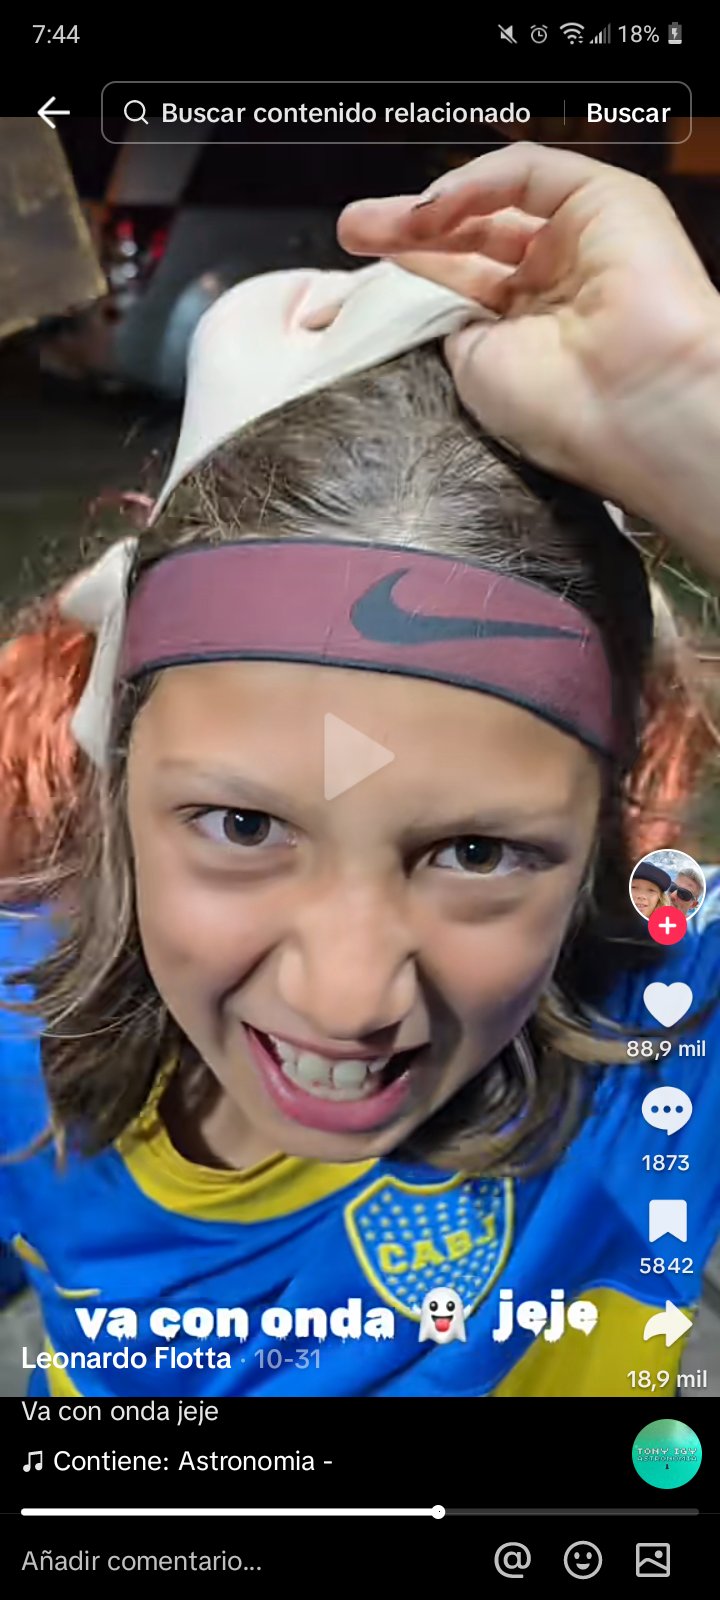 7:44
18%
Buscar contenido relacionado
Buscar
88,9 mil
1873
CABJ
5842
va con onda 👻 jeje
Leonardo Flotta · 10-31
18,9 mil
Va con onda jeje
Contiene: Astronomia -
TONY IGY
ASTRONOMIA
Añadir comentario...